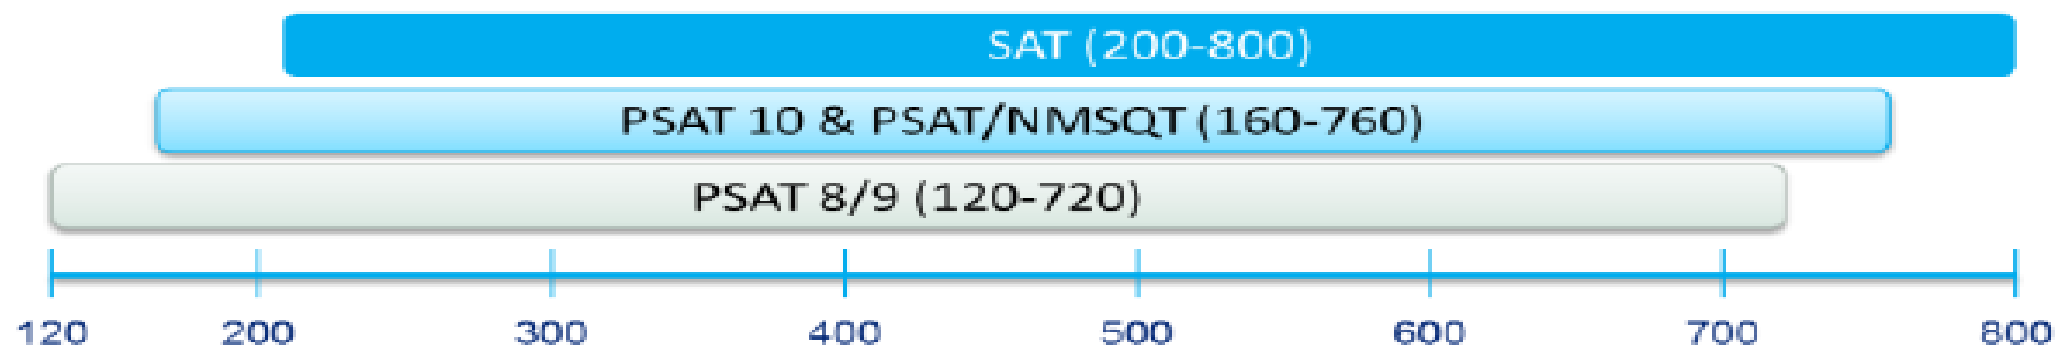 SAT (200-800)
PSAT 10 & PSAT/NMSQT (160-760)
PSAT 8/9 (120-720)
120 200 300 400 500 600 700 800